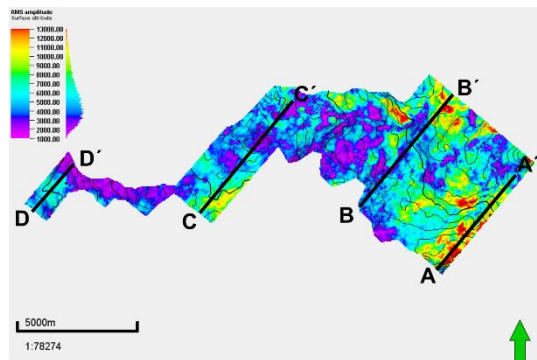 RMS amplitude
Surface attribute
13000.00
12000.00
11000.00
10000.00
9000.00
8000.00
7000.00
6000.00
5000.00
4000.00
3000.00
2000.00
1000.00
D´
D
C´
C
B´
B
A´
A
5000m
1:78274